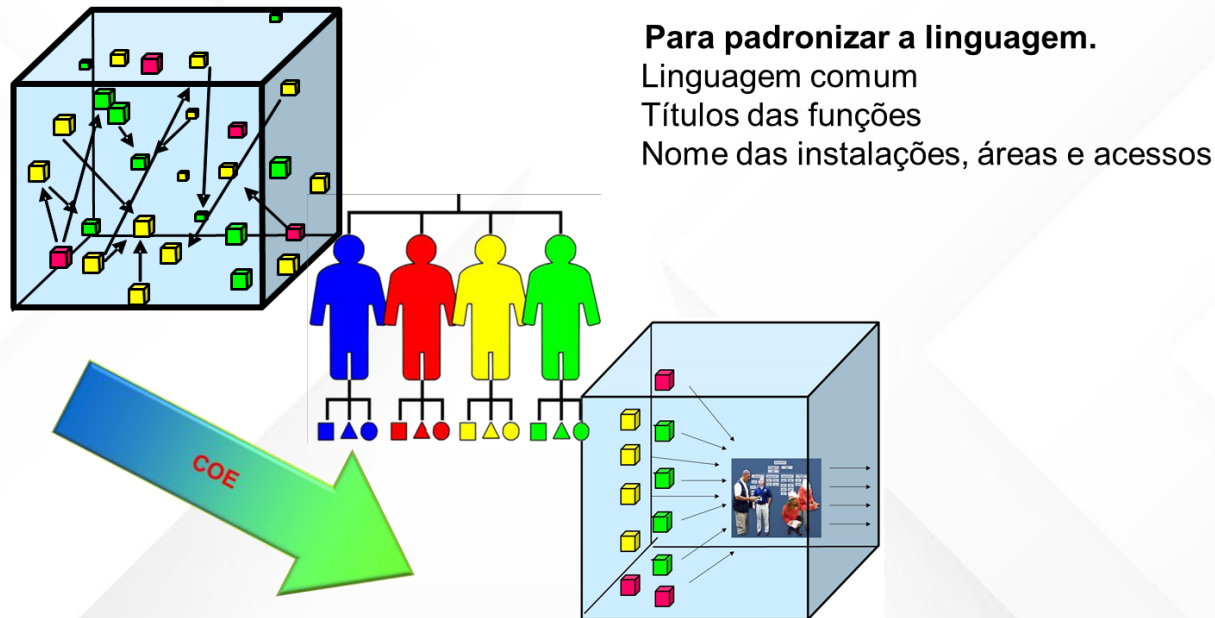 Para padronizar a linguagem.
Linguagem comum
Títulos das funções
Nome das instalações, áreas e acessos
COE